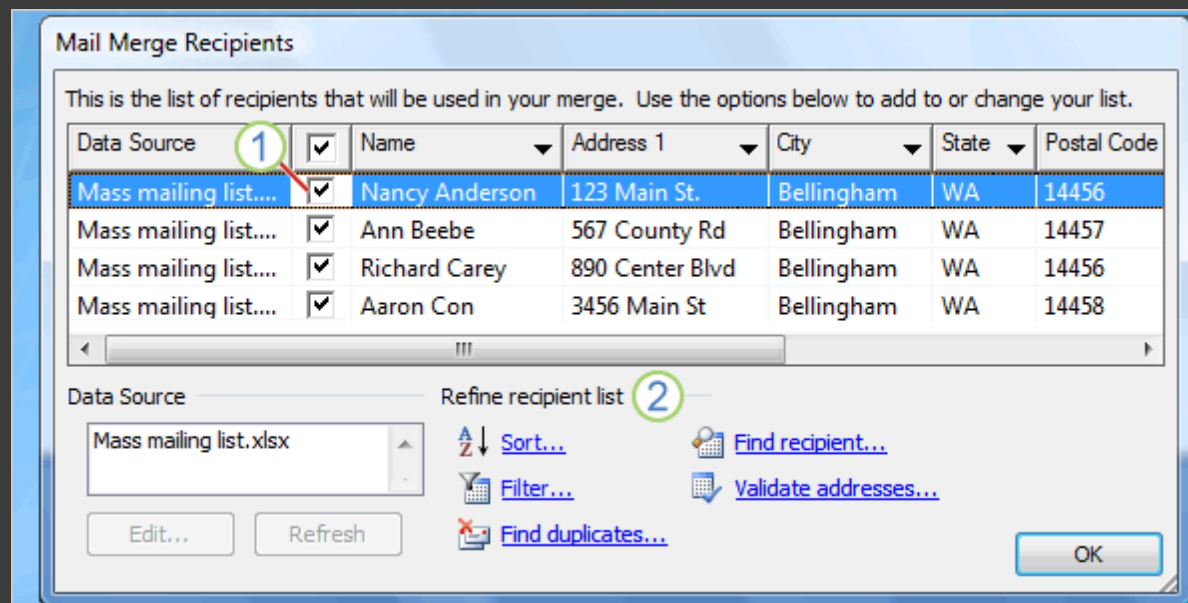 Mail Merge Recipients
This is the list of recipients that will be used in your merge. Use the options below to add to or change your list.
Data Source 1 Name Address 1 City State Postal Code
Mass mailing list.... Nancy Anderson 123 Main St. Bellingham WA 14456
Mass mailing list.... Ann Beebe 567 County Rd Bellingham WA 14457
Mass mailing list.... Richard Carey 890 Center Blvd Bellingham WA 14456
Mass mailing list.... Aaron Con 3456 Main St Bellingham WA 14458
Data Source Refine recipient list 2
Mass mailing list.xlsx Sort... Find recipient...
Filter... Validate addresses...
Edit... Refresh Find duplicates...
OK